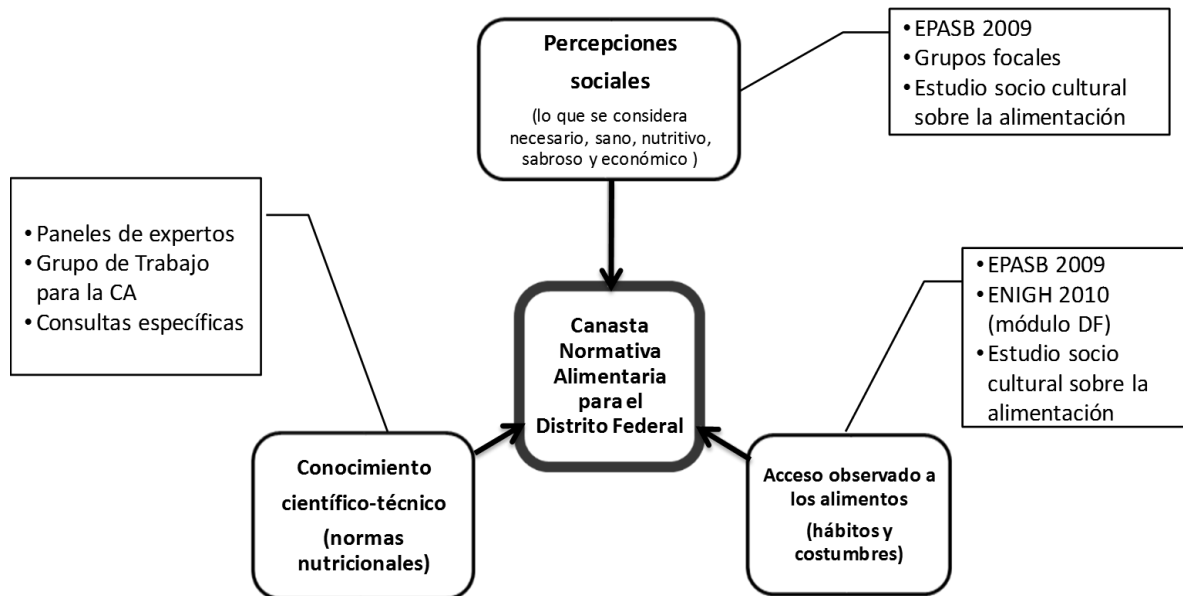 Percepciones
sociales
(lo que se considera
necesario, sano, nutritivo,
sabroso y económico )
• EPASB 2009
• Grupos focales
• Estudio socio cultural
sobre la alimentación
• Paneles de expertos
• Grupo de Trabajo
para la CA
• Consultas específicas
• EPASB 2009
• ENIGH 2010
(módulo DF)
• Estudio socio
cultural sobre la
alimentación
Canasta
Normativa
Alimentaria
para el
Distrito Federal
Conocimiento
científico-técnico
(normas
nutricionales)
Acceso observado a
los alimentos
(hábitos y
costumbres)